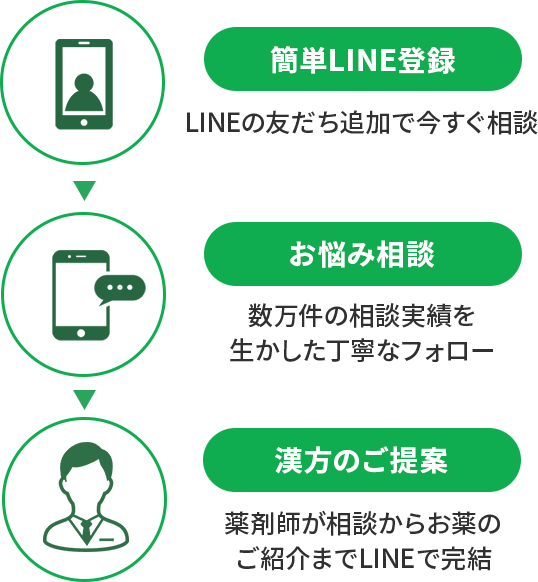 簡単LINE登録
LINEの友だち追加で今すぐ相談
お悩み相談
数万件の相談実績を
生かした丁寧なフォロー
漢方のご提案
薬剤師が相談からお薬の
ご紹介までLINEで完結